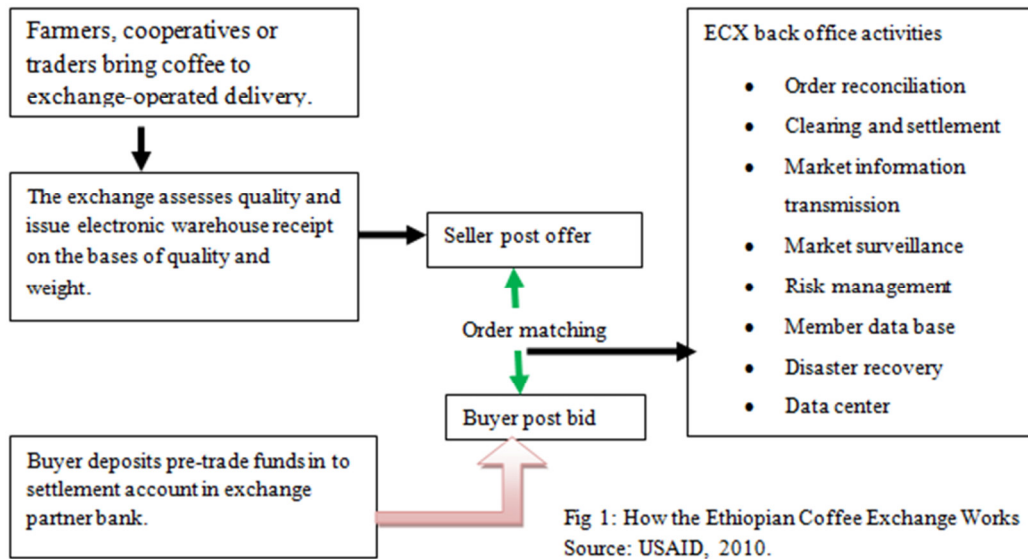 Farmers, cooperatives or
traders bring coffee to
exchange-operated delivery.
The exchange assesses quality and
issue electronic warehouse receipt
on the bases of quality and
weight.
Seller post offer
Order matching
Buyer post bid
Buyer deposits pre-trade funds in to
settlement account in exchange
partner bank.
ECX back office activities
• Order reconciliation
• Clearing and settlement
• Market information
transmission
• Market surveillance
• Risk management
• Member data base
• Disaster recovery
• Data center
Fig 1: How the Ethiopian Coffee Exchange Works
Source: USAID, 2010.